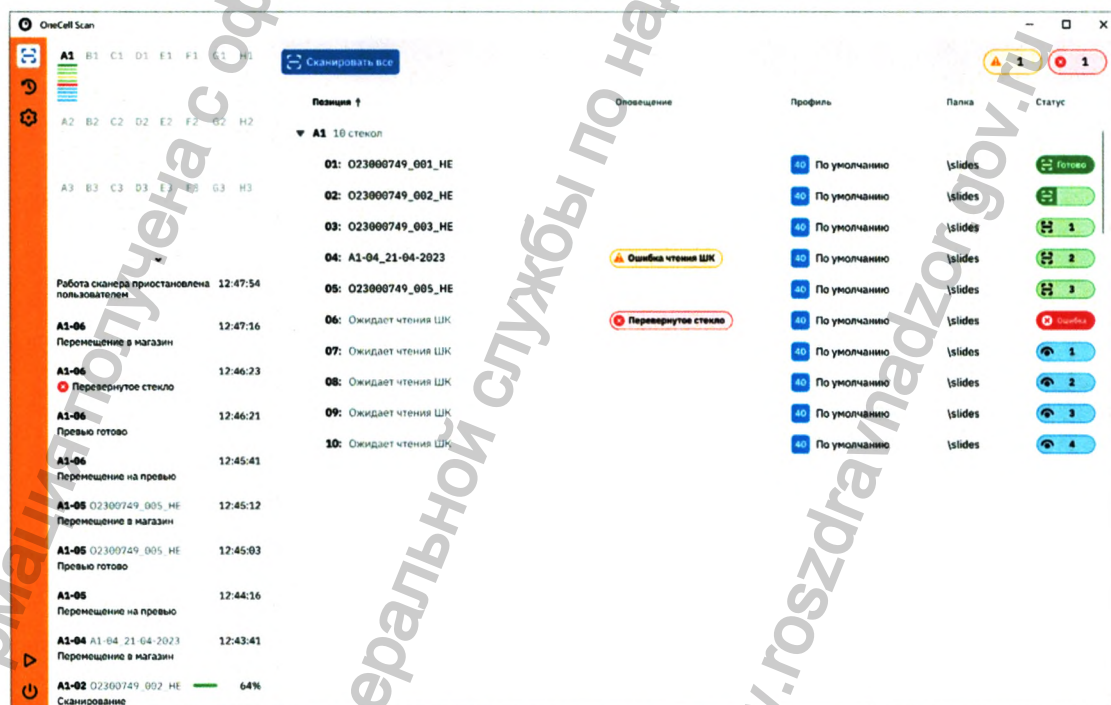 OneCell Scan
A1 B1 C1 D1 E1 F1 G1 H1
A2 B2 C2 D2 E2 F2 G2 H2
A3 B3 C3 D3 E3 F3 G3 H3
Сканировать все
1 1
Позиция ↑ Оповещение Профиль Папка Статус
A1 10 стекол
01: O23000749_001_HE 40 По умолчанию \slides Готово
02: O23000749_002_HE 40 По умолчанию \slides
03: O23000749_003_HE 40 По умолчанию \slides 1
04: A1-04_21-04-2023 Ошибка чтения ШК 40 По умолчанию \slides 2
05: O23000749_005_HE 40 По умолчанию \slides 3
06: Ожидает чтения ШК Перевернутое стекло 40 По умолчанию \slides Ошибка
07: Ожидает чтения ШК 40 По умолчанию \slides 1
08: Ожидает чтения ШК 40 По умолчанию \slides 2
09: Ожидает чтения ШК 40 По умолчанию \slides 3
10: Ожидает чтения ШК 40 По умолчанию \slides 4
Работа сканера приостановлена 12:47:54
пользователем
A1-06 12:47:16
Перемещение в магазин
A1-06 12:46:23
Перевернутое стекло
A1-06 12:46:21
Превью готово
A1-06 12:45:41
Перемещение на превью
A1-05 O2300749_005_HE 12:45:12
Перемещение в магазин
A1-05 O2300749_005_HE 12:45:03
Превью готово
A1-05 12:44:16
Перемещение на превью
A1-04 A1-04_21-04-2023 12:43:41
Перемещение в магазин
A1-02 O2300749_002_HE 64%
Сканирование
мация получена с оф
еральной службы по на
w.roszdravnadzor.gov.ru